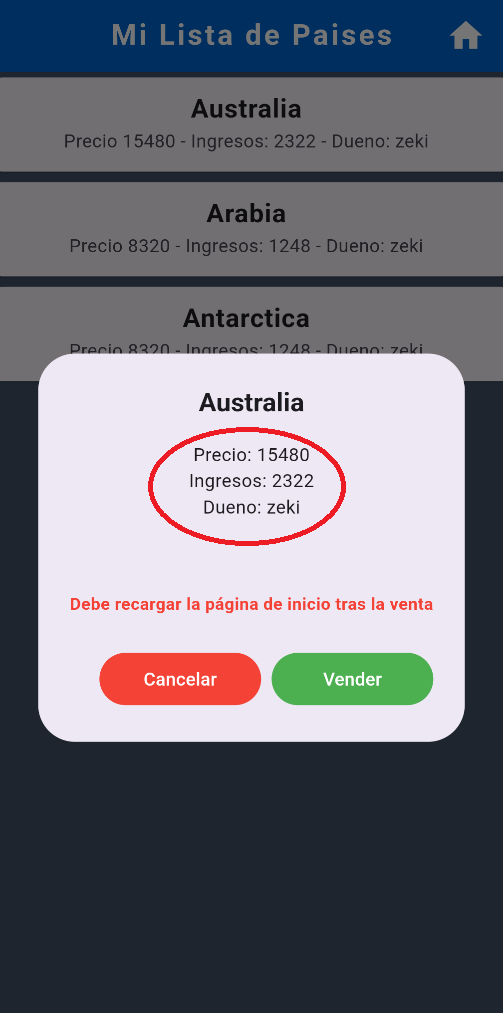 Mi Lista de Paises
Australia
Precio 15480 - Ingresos: 2322 - Dueno: zeki
Arabia
Precio 8320 - Ingresos: 1248 - Dueno: zeki
Antarctica
Precio 8320 - Ingresos: 1248 - Dueno: zeki
Australia
Precio: 15480
Ingresos: 2322
Dueno: zeki
Debe recargar la página de inicio tras la venta
Cancelar
Vender